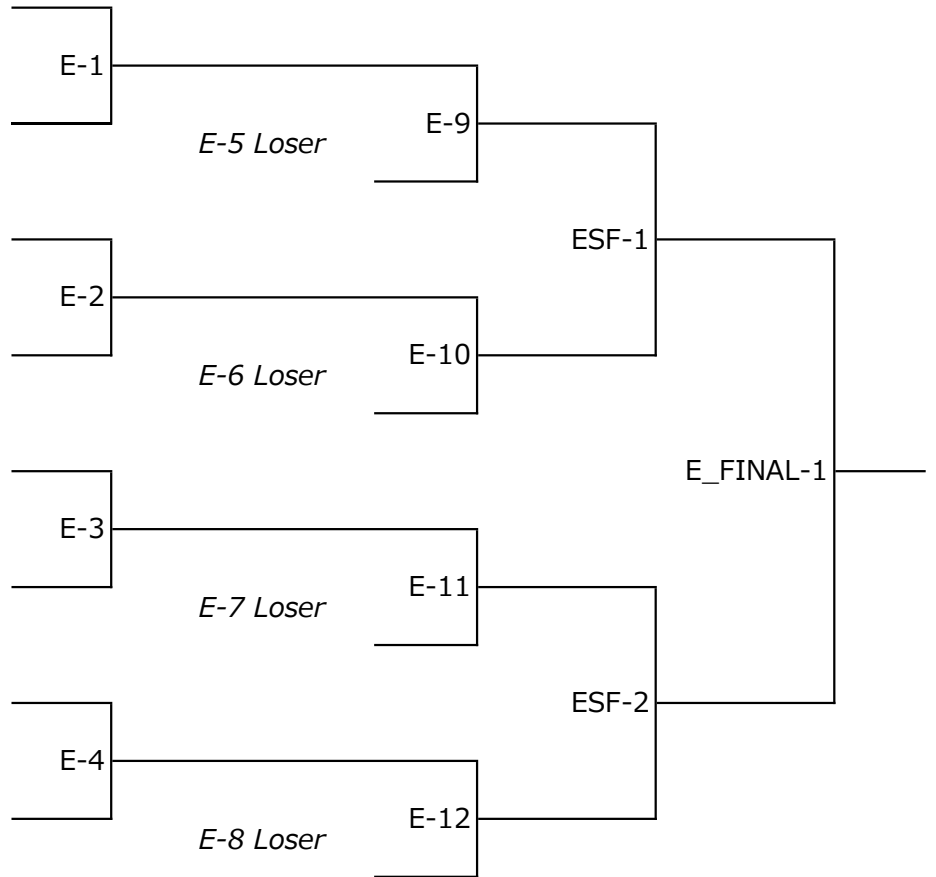 E-1
E-9
E-5 Loser
ESF-1
E-2
E-10
E-6 Loser
E_FINAL-1
E-3
E-11
E-7 Loser
ESF-2
E-4
E-12
E-8 Loser